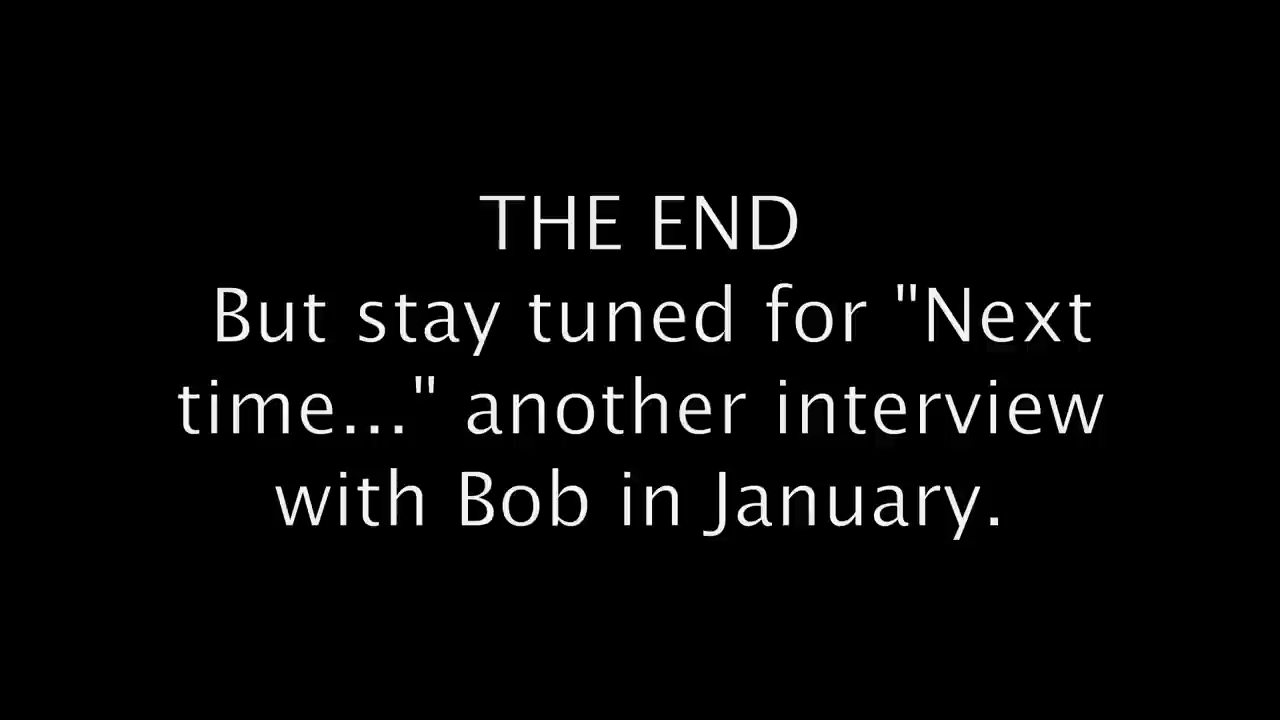 THE END
But stay tuned for "Next
time..." another interview
with Bob in January.